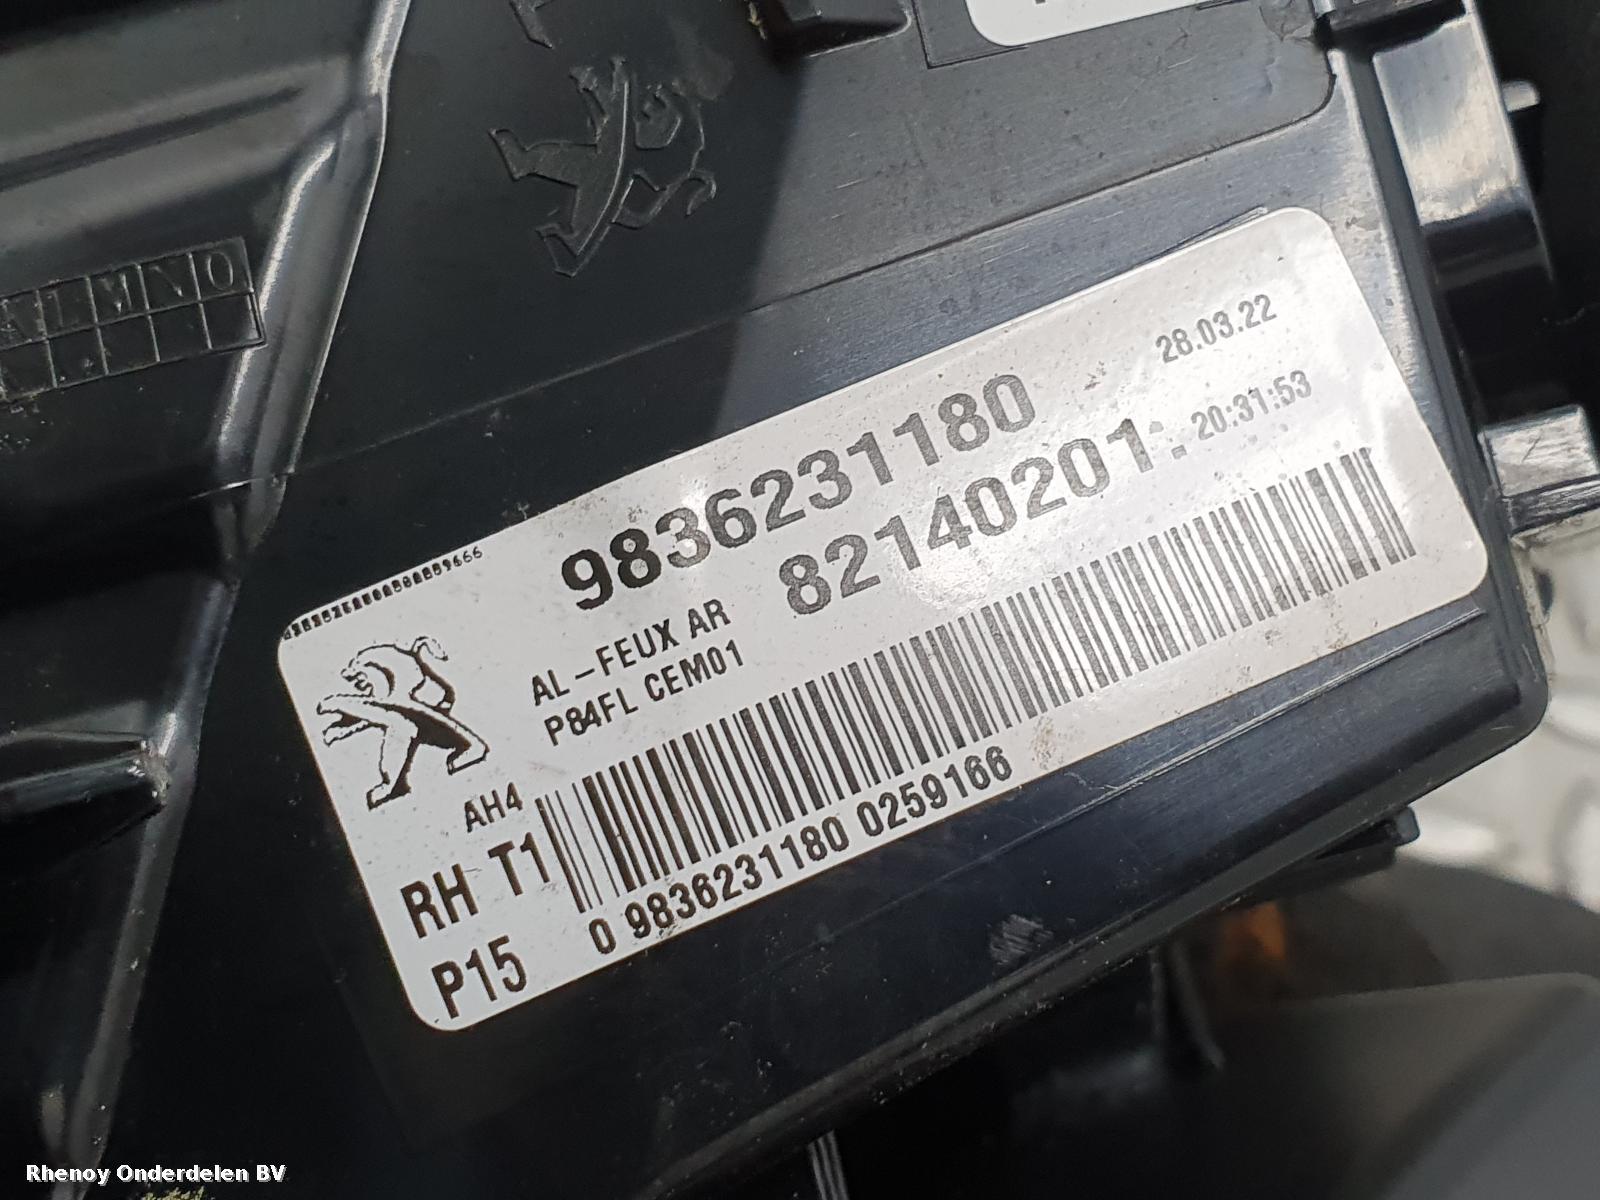 L M N O
28.03.22
9836231180
20:31:53
82140201
AL-FEUX AR
P84FL CEM01
AH4
RH T1
0 9836231180 0259166
P15
Rhenoy Onderdelen BV